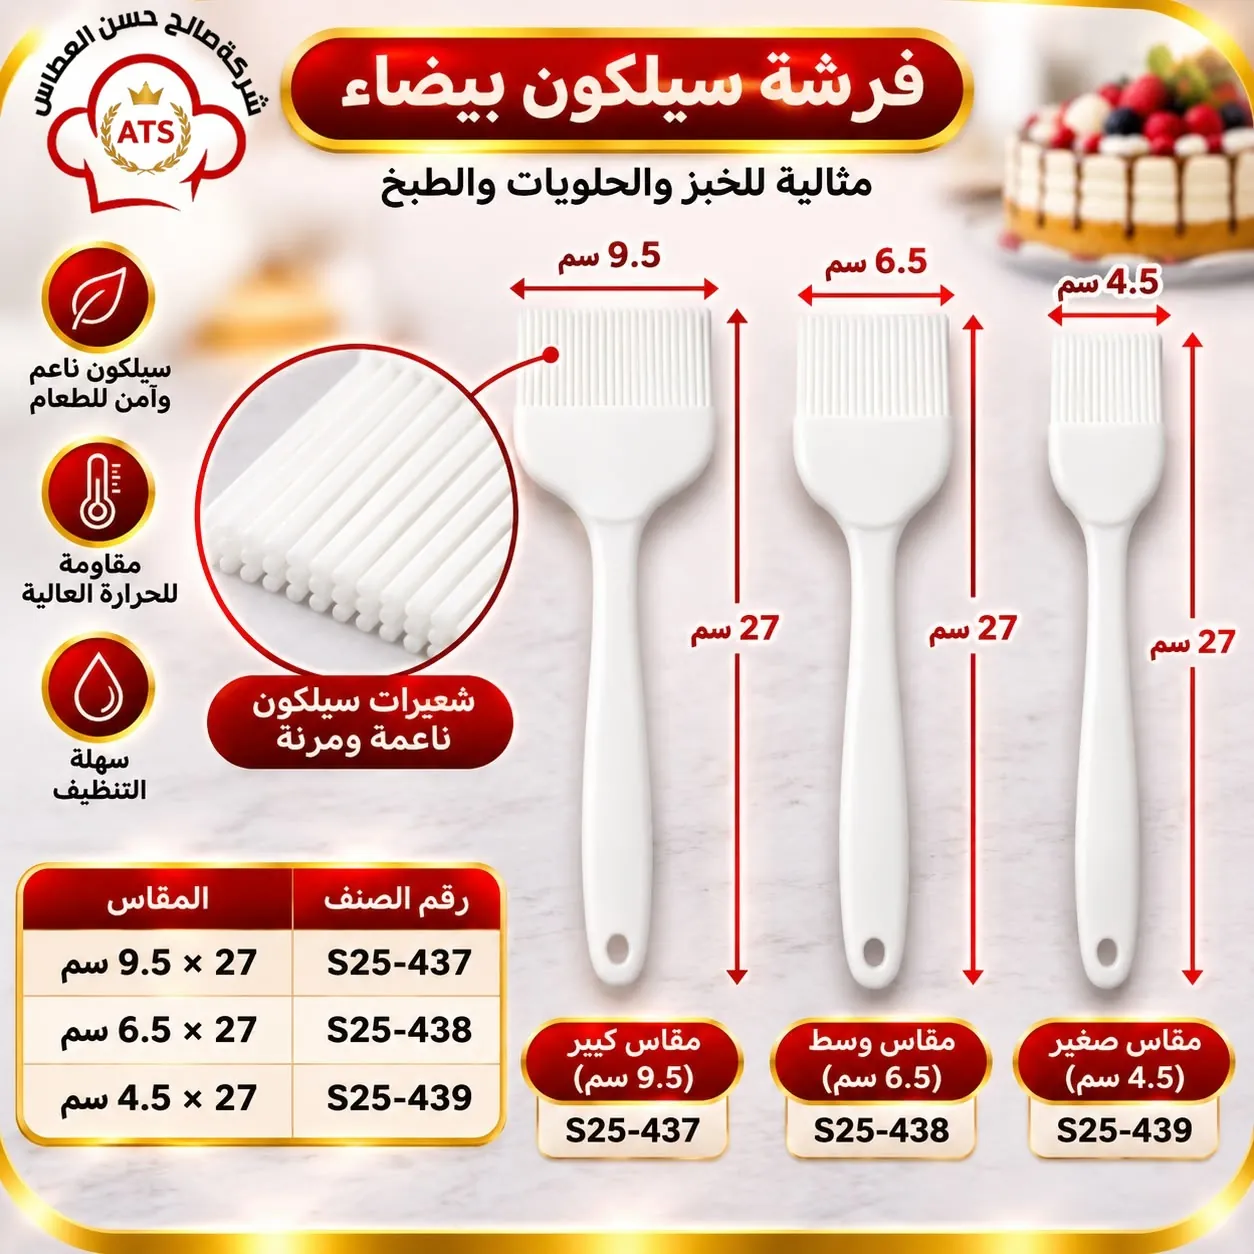 شركة صالح حسن العطاس
ATS
فرشة سيلكون بيضاء
مثالية للخبز والحلويات والطبخ
9.5 سم
6.5 سم
4.5 سم
سيلكون ناعم
وآمن للطعام
مقاومة
للحرارة العالية
سهلة
التنظيف
27 سم
27 سم
27 سم
شعيرات سيلكون
ناعمة ومرنة
رقم الصنف المقاس
S25-437 27 × 9.5 سم
S25-438 27 × 6.5 سم
S25-439 27 × 4.5 سم
مقاس كبير
(9.5 سم)
S25-437
مقاس وسط
(6.5 سم)
S25-438
مقاس صغير
(4.5 سم)
S25-439